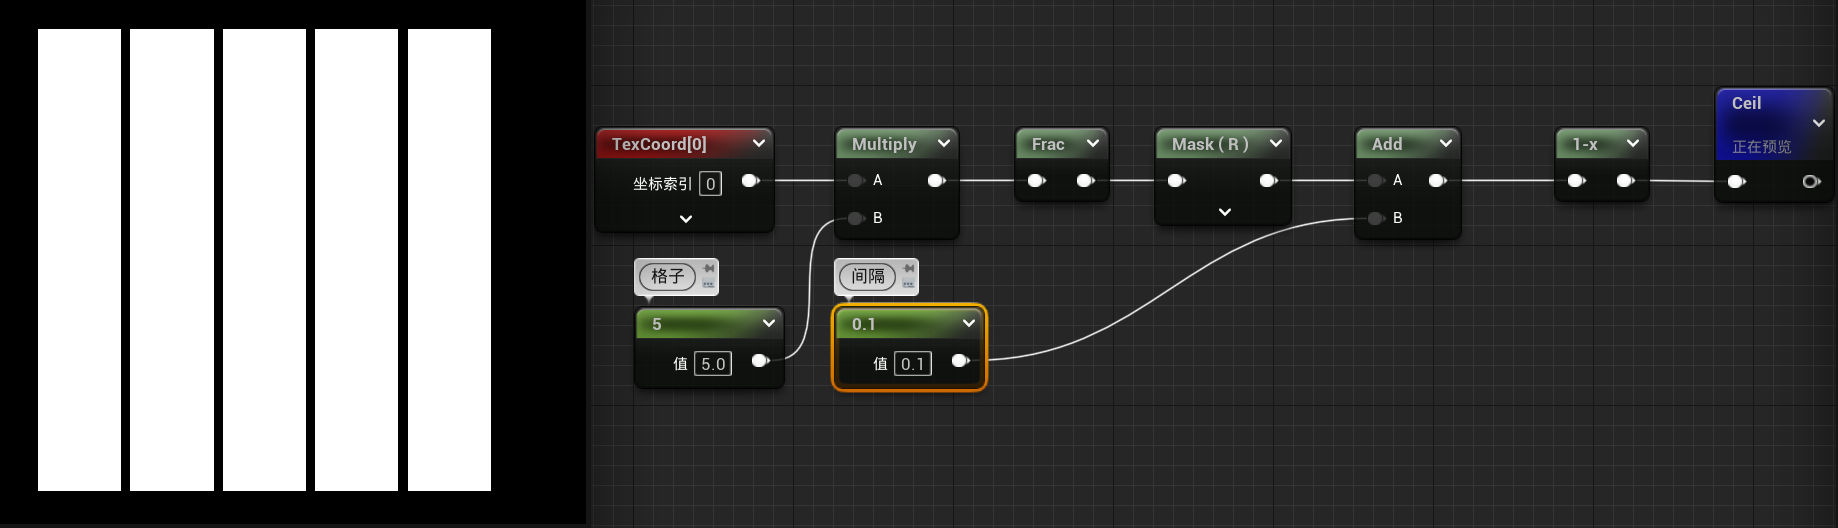 TexCoord[0]
坐标索引 0
Multiply
A
B
Frac
Mask ( R )
Add
A
B
1-x
Ceil
正在预览
格子
5
值 5.0
间隔
0.1
值 0.1